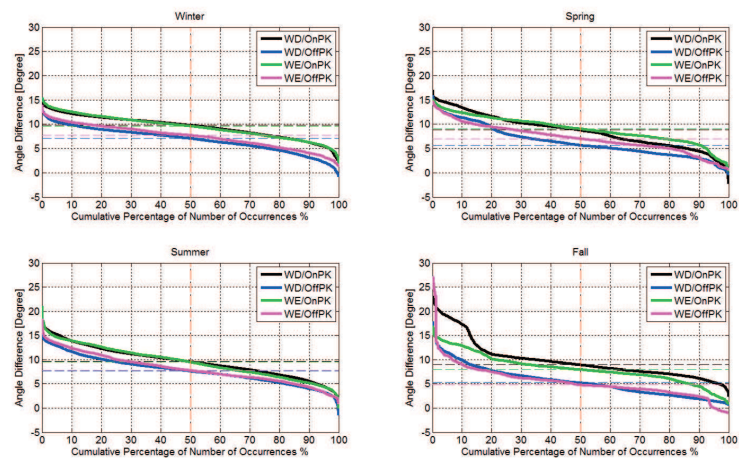 Winter
Angle Difference [Degree]
30
25
20
15
10
5
0
-5
WD/OnPK
WD/OffPK
WE/OnPK
WE/OffPK
0 10 20 30 40 50 60 70 80 90 100
Cumulative Percentage of Number of Occurrences %
Spring
Angle Difference [Degree]
30
25
20
15
10
5
0
-5
WD/OnPK
WD/OffPK
WE/OnPK
WE/OffPK
0 10 20 30 40 50 60 70 80 90 100
Cumulative Percentage of Number of Occurrences %
Summer
Angle Difference [Degree]
30
25
20
15
10
5
0
-5
WD/OnPK
WD/OffPK
WE/OnPK
WE/OffPK
0 10 20 30 40 50 60 70 80 90 100
Cumulative Percentage of Number of Occurrences %
Fall
Angle Difference [Degree]
30
25
20
15
10
5
0
-5
WD/OnPK
WD/OffPK
WE/OnPK
WE/OffPK
0 10 20 30 40 50 60 70 80 90 100
Cumulative Percentage of Number of Occurrences %